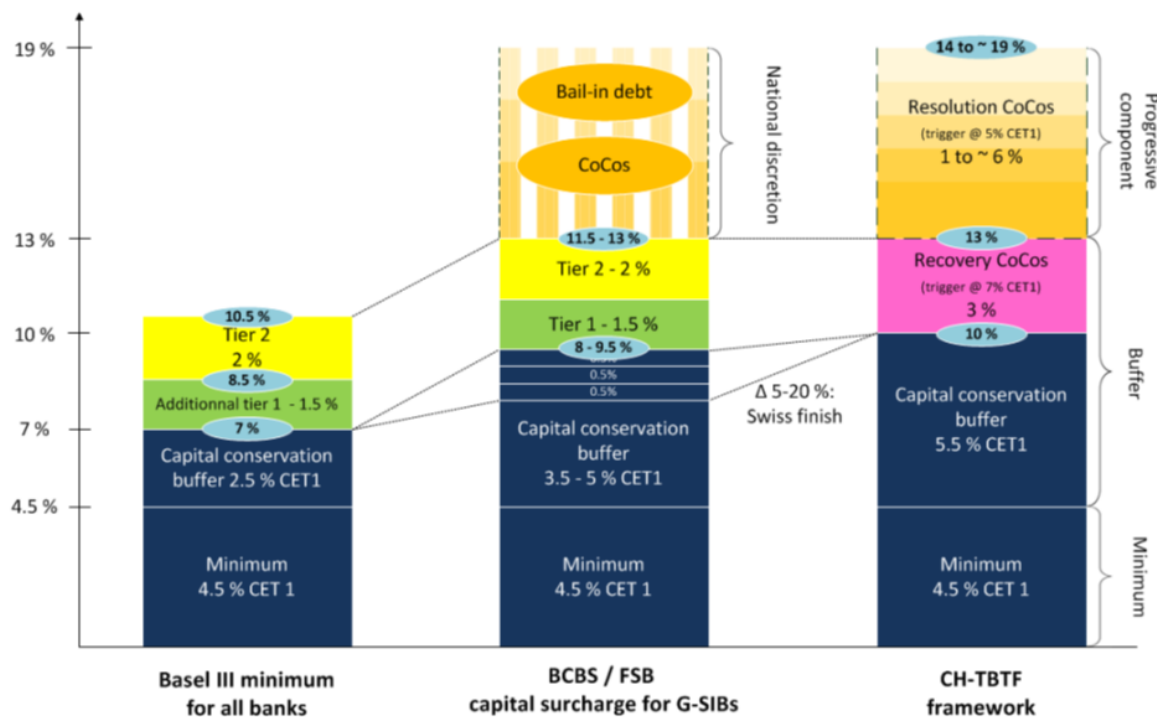 19 %
13 %
10 %
7 %
4.5 %
10.5 %
Tier 2
2 %
8.5 %
Additionnal tier 1 - 1.5 %
7 %
Capital conservation
buffer 2.5 % CET1
Minimum
4.5 % CET 1
Basel III minimum
for all banks
Bail-in debt
CoCos
National discretion
11.5 - 13 %
Tier 2 - 2 %
Tier 1 - 1.5 %
8 - 9.5 %
0.5%
0.5%
Capital conservation
buffer
3.5 - 5 % CET1
Minimum
4.5 % CET 1
BCBS / FSB
capital surcharge for G-SIBs
Δ 5-20 %:
Swiss finish
14 to ~ 19 %
Resolution CoCos
(trigger @ 5% CET1)
1 to ~ 6 %
13 %
Recovery CoCos
(trigger @ 7% CET1)
3 %
10 %
Capital conservation
buffer
5.5 % CET1
Minimum
4.5 % CET 1
CH-TBTF
framework
Progressive
component
Buffer
Minimum